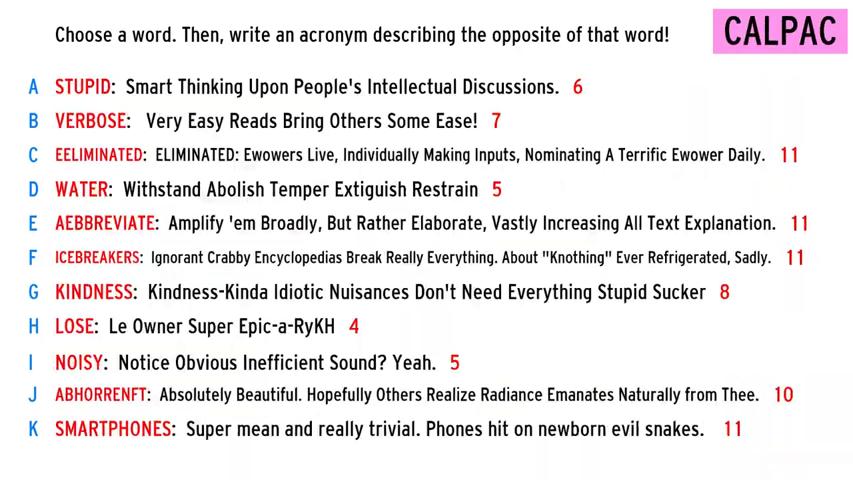 Choose a word. Then, write an acronym describing the opposite of that word!
CALPAC
A STUPID: Smart Thinking Upon People's Intellectual Discussions. 6
B VERBOSE: Very Easy Reads Bring Others Some Ease! 7
C EELIMINATED: ELIMINATED: Ewowers Live, Individually Making Inputs, Nominating A Terrific Ewower Daily. 11
D WATER: Withstand Abolish Temper Extiguish Restrain 5
E AEBBREVIATE: Amplify 'em Broadly, But Rather Elaborate, Vastly Increasing All Text Explanation. 11
F ICEBREAKERS: Ignorant Crabby Encyclopedias Break Really Everything. About "Knothing" Ever Refrigerated, Sadly. 11
G KINDNESS: Kindness-Kinda Idiotic Nuisances Don't Need Everything Stupid Sucker 8
H LOSE: Le Owner Super Epic-a-RyKH 4
I NOISY: Notice Obvious Inefficient Sound? Yeah. 5
J ABHORRENFT: Absolutely Beautiful. Hopefully Others Realize Radiance Emanates Naturally from Thee. 10
K SMARTPHONES: Super mean and really trivial. Phones hit on newborn evil snakes. 11